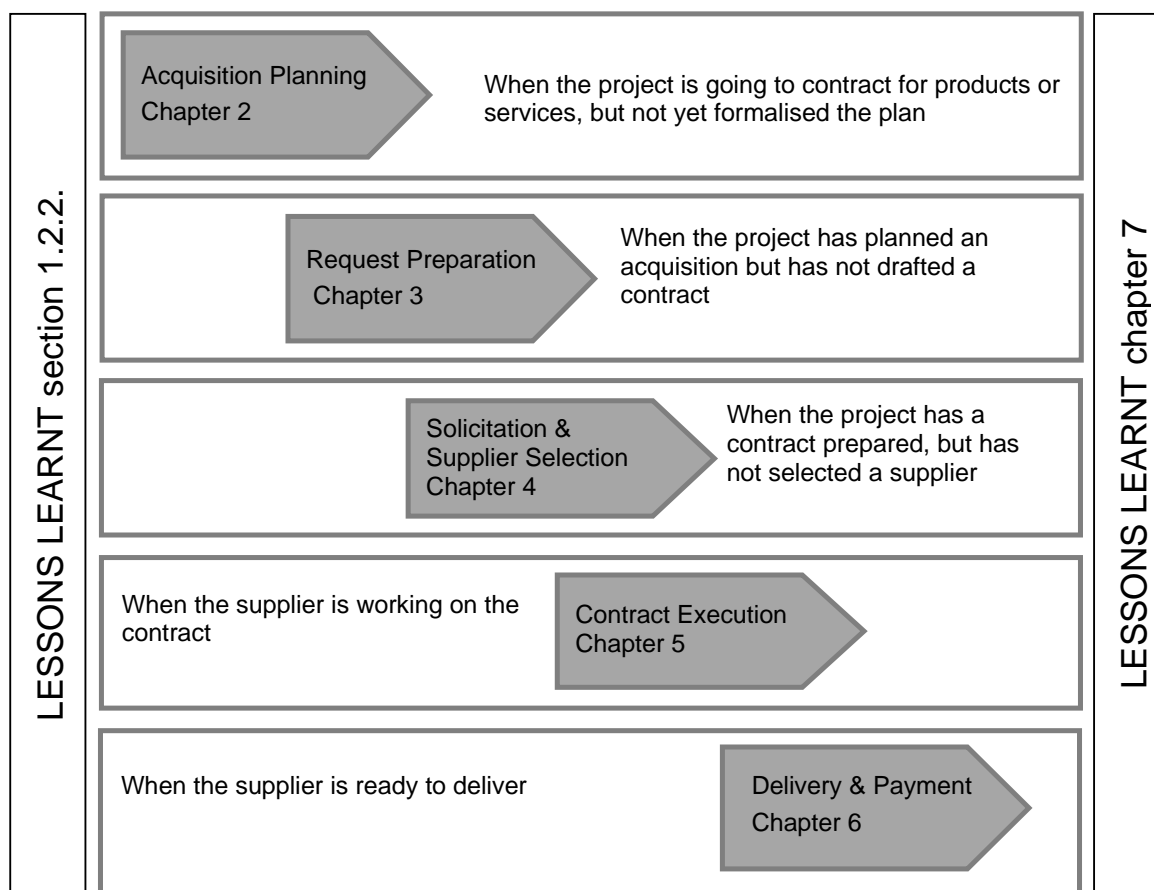 LESSONS LEARNT section 1.2.2.
Acquisition Planning
Chapter 2
When the project is going to contract for products or
services, but not yet formalised the plan
Request Preparation
Chapter 3
When the project has planned an
acquisition but has not drafted a
contract
Solicitation &
Supplier Selection
Chapter 4
When the project has a
contract prepared, but has
not selected a supplier
When the supplier is working on the
contract
Contract Execution
Chapter 5
When the supplier is ready to deliver
Delivery & Payment
Chapter 6
LESSONS LEARNT chapter 7